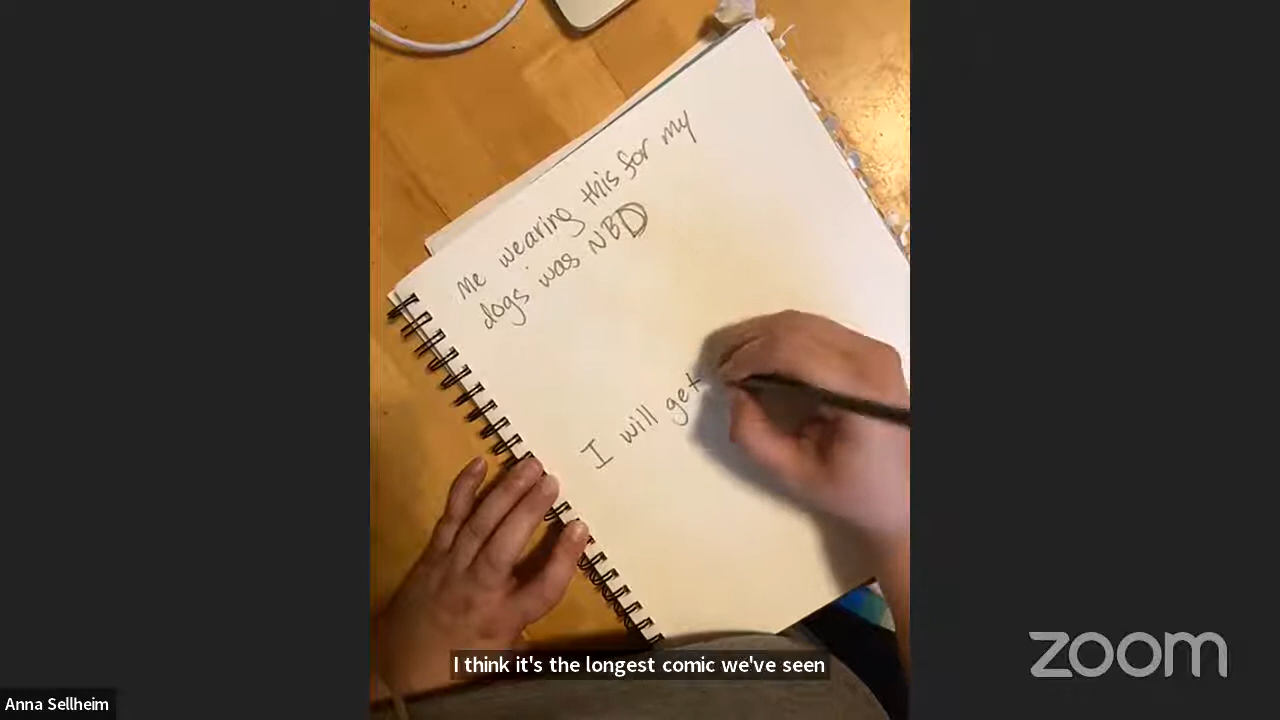 me wearing this for my
dogs was NBD
I will get
I think it's the longest comic we've seen
Anna Sellheim
zoom